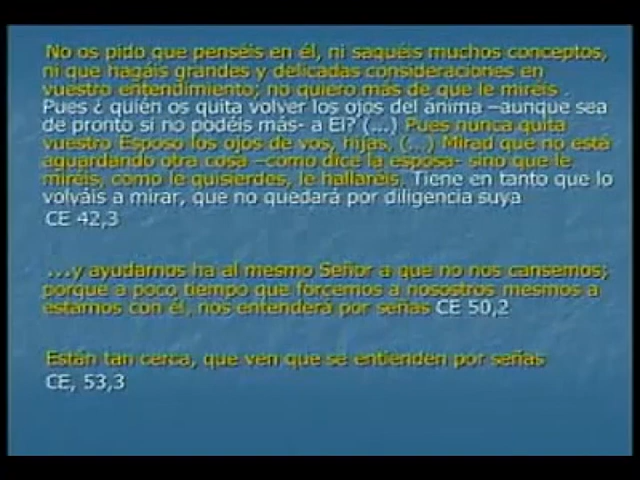 No os pido que penséis en él, ni saquéis muchos conceptos,
ni que hagáis grandes y delicadas consideraciones en
vuestro entendimiento; no quiero más de que le miréis .
Pues ¿ quién os quita volver los ojos del ánima –aunque sea
de pronto si no podéis más- a El? (...) Pues nunca quita
vuestro Esposo los ojos de vos, hijas, (...) Mirad que no está
aguardando otra cosa –como dice la esposa- sino que le
miréis, como le quisierdes, le hallaréis. Tiene en tanto que lo
volváis a mirar, que no quedará por diligencia suya
CE 42,3
...y ayudarnos ha al mesmo Señor a que no nos cansemos;
porque a poco tiempo que forcemos a nosostros mesmos a
estarnos con él, nos entenderá por señas CE 50,2
Están tan cerca, que ven que se entienden por señas
CE, 53,3